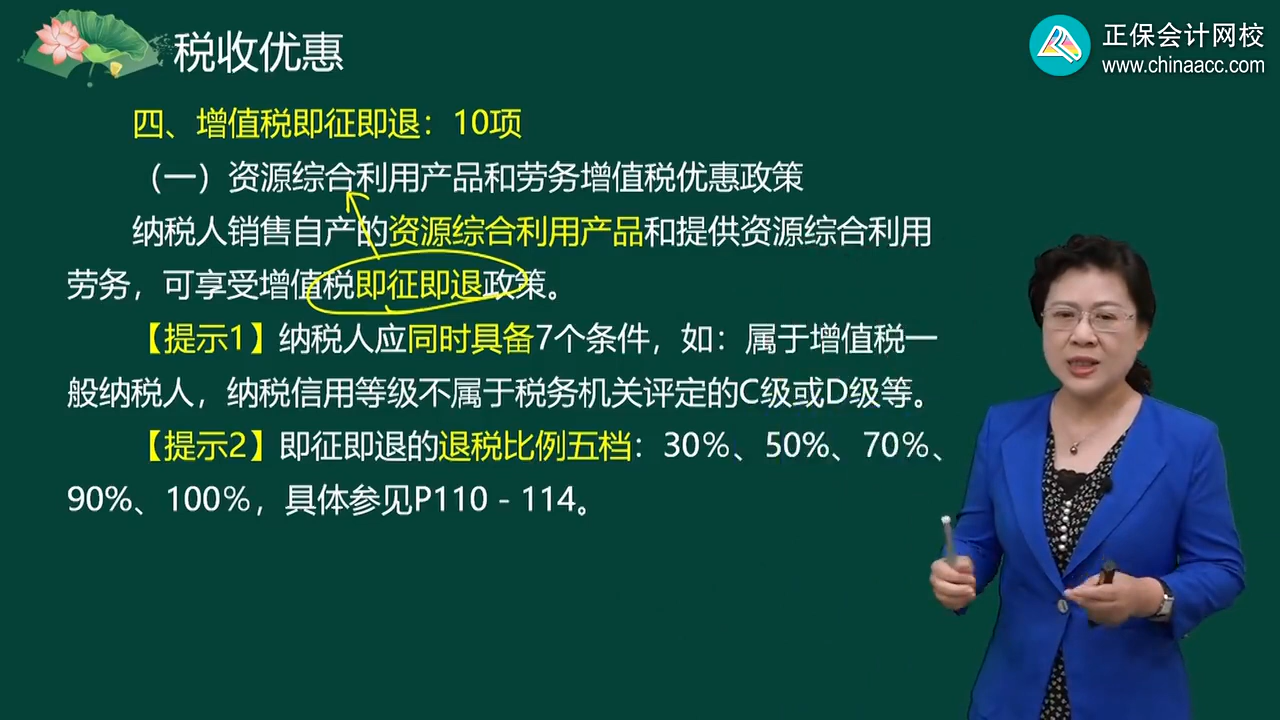 税收优惠
正保会计网校
www.chinaacc.com
四、增值税即征即退：10项
（一）资源综合利用产品和劳务增值税优惠政策
纳税人销售自产的资源综合利用产品和提供资源综合利用
劳务，可享受增值税即征即退政策。
【提示1】纳税人应同时具备7个条件，如：属于增值税一
般纳税人，纳税信用等级不属于税务机关评定的C级或D级等。
【提示2】即征即退的退税比例五档：30%、50%、70%、
90%、100%，具体参见P110－114。